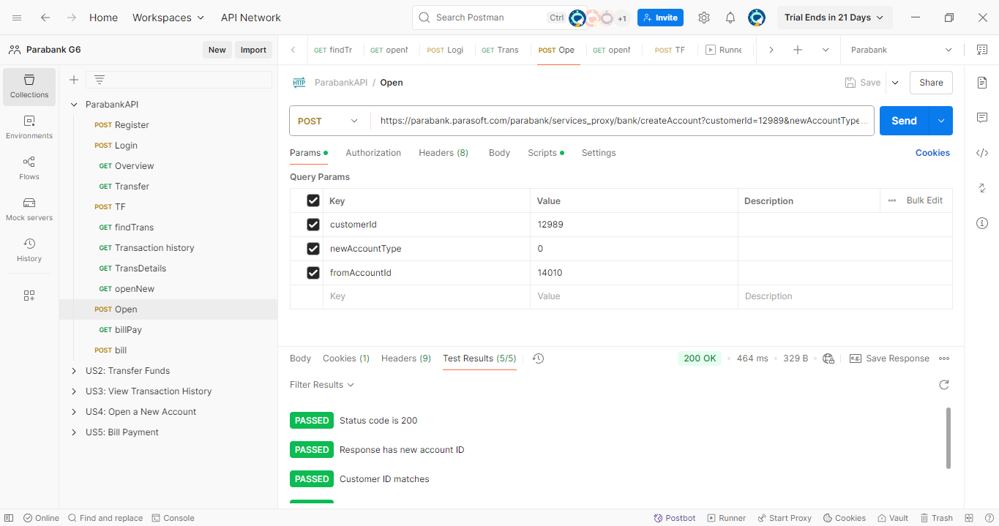 Home Workspaces API Network Search Postman Ctrl +1 Invite Trial Ends in 21 Days
Parabank G6 New Import GET findTr GET openN POST Logi GET Trans POST Ope GET openN POST TF Runne Parabank
Collections
Environments
Flows
Mock servers
History
ParabankAPI
POST Register
POST Login
GET Overview
GET Transfer
POST TF
GET findTrans
GET Transaction history
GET TransDetails
GET openNew
POST Open
GET billPay
POST bill
US2: Transfer Funds
US3: View Transaction History
US4: Open a New Account
US5: Bill Payment
HTTP ParabankAPI / Open Save Share
POST https://parabank.parasoft.com/parabank/services_proxy/bank/createAccount?customerId=12989&newAccountType... Send
Params Authorization Headers (8) Body Scripts Settings Cookies
Query Params
Key Value Description Bulk Edit
customerId 12989
newAccountType 0
fromAccountId 14010
Key Value Description
Body Cookies (1) Headers (9) Test Results (5/5) 200 OK 464 ms 329 B e.g. Save Response
Filter Results
PASSED Status code is 200
PASSED Response has new account ID
PASSED Customer ID matches
Online Find and replace Console Postbot Runner Start Proxy Cookies Vault Trash